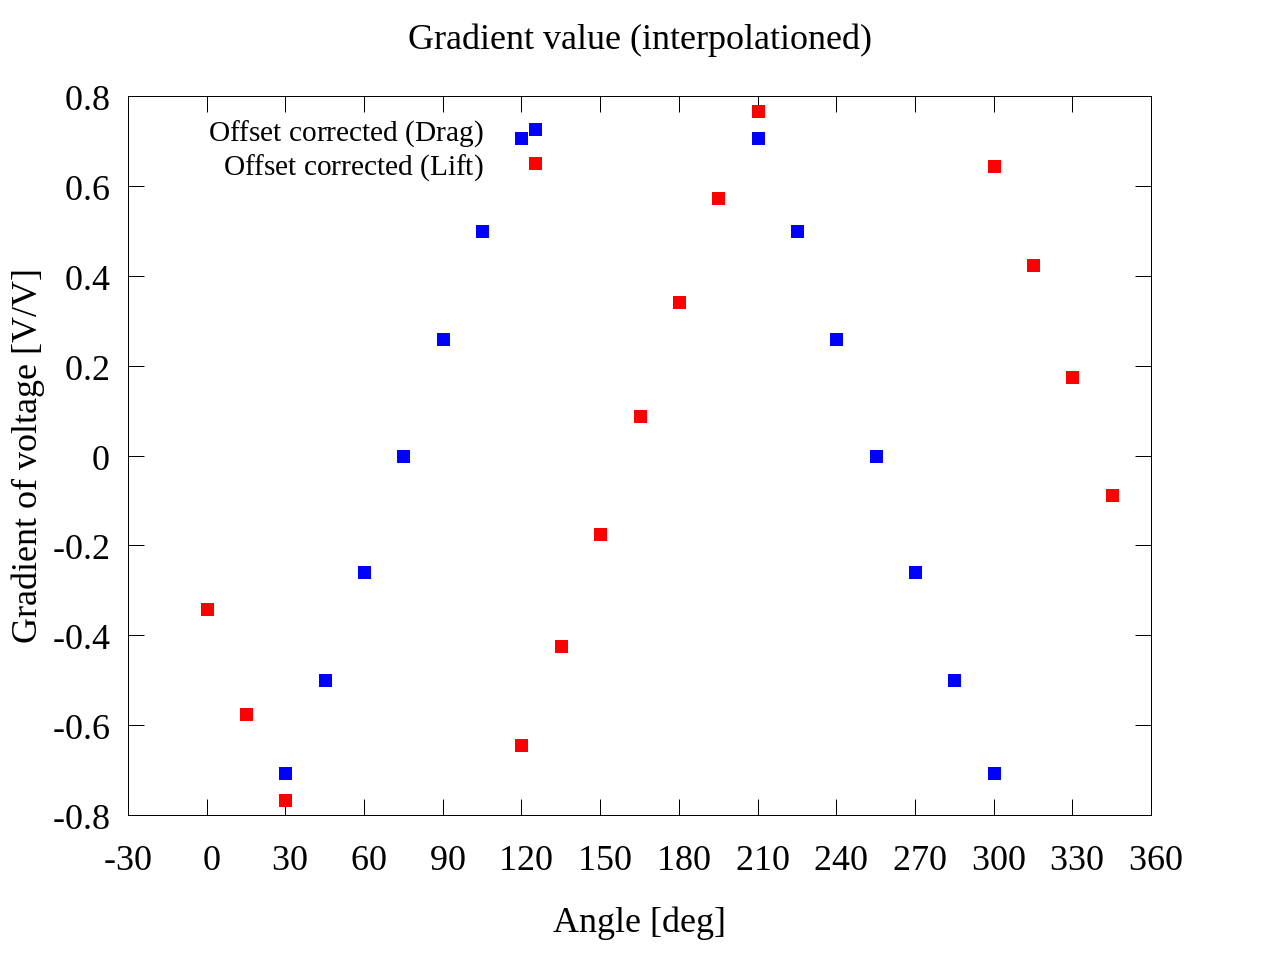 Gradient value (interpolationed)
Offset corrected (Drag)
Offset corrected (Lift)
0.8
0.6
0.4
0.2
0
-0.2
-0.4
-0.6
-0.8
Gradient of voltage [V/V]
-30 0 30 60 90 120 150 180 210 240 270 300 330 360
Angle [deg]